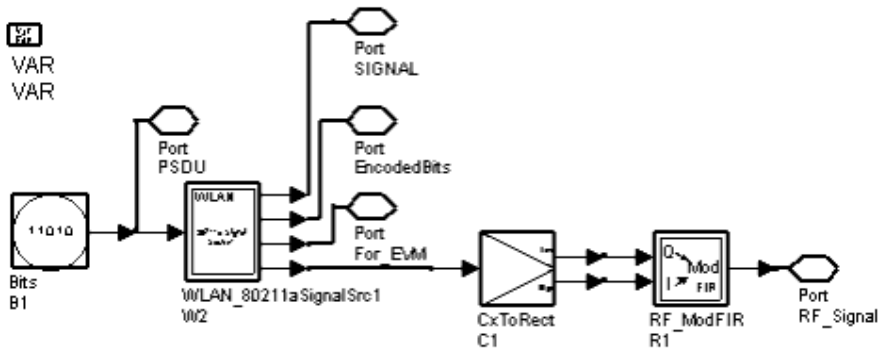 VAR
VAR
Port
SIGNAL
Port
PSDU
Port
EncodedBits
Port
For_EVM
11010
Bits
B1
WLAN
WLAN_80211aSignalSrc1
W2
CxToRect
C1
Q
I
Mod
FIR
RF_ModFIR
R1
Port
RF_Signal